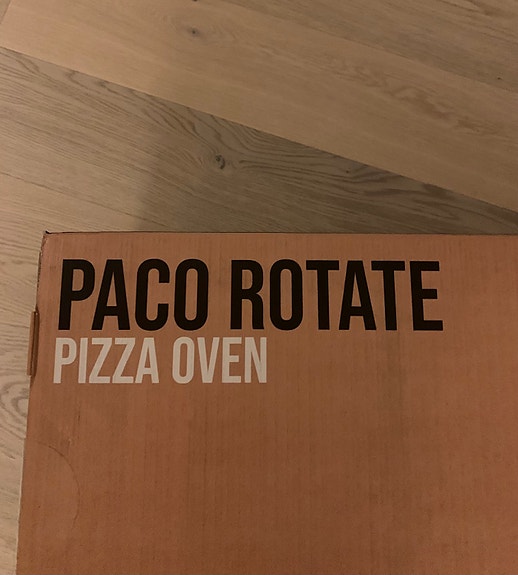 PACO ROTATE
PIZZA OVEN